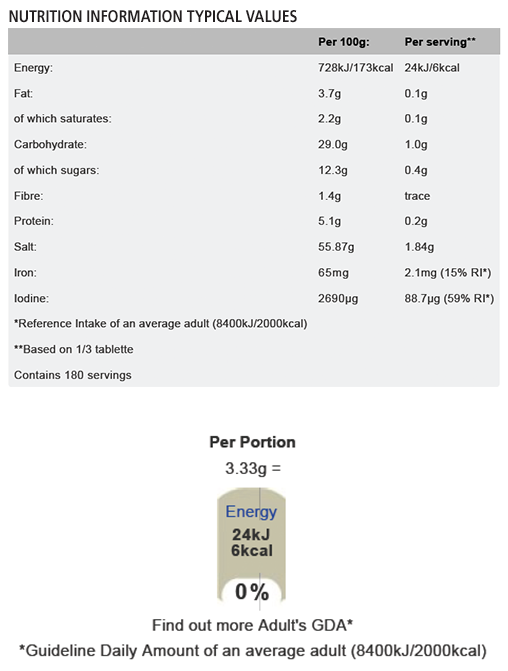 NUTRITION INFORMATION TYPICAL VALUES
Per 100g: Per serving**
Energy: 728kJ/173kcal 24kJ/6kcal
Fat: 3.7g 0.1g
of which saturates: 2.2g 0.1g
Carbohydrate: 29.0g 1.0g
of which sugars: 12.3g 0.4g
Fibre: 1.4g trace
Protein: 5.1g 0.2g
Salt: 55.87g 1.84g
Iron: 65mg 2.1mg (15% RI*)
Iodine: 2690µg 88.7µg (59% RI*)
*Reference Intake of an average adult (8400kJ/2000kcal)
**Based on 1/3 tablette
Contains 180 servings
Per Portion
3.33g =
Energy
24kJ
6kcal
0%
Find out more Adult's GDA*
*Guideline Daily Amount of an average adult (8400kJ/2000kcal)